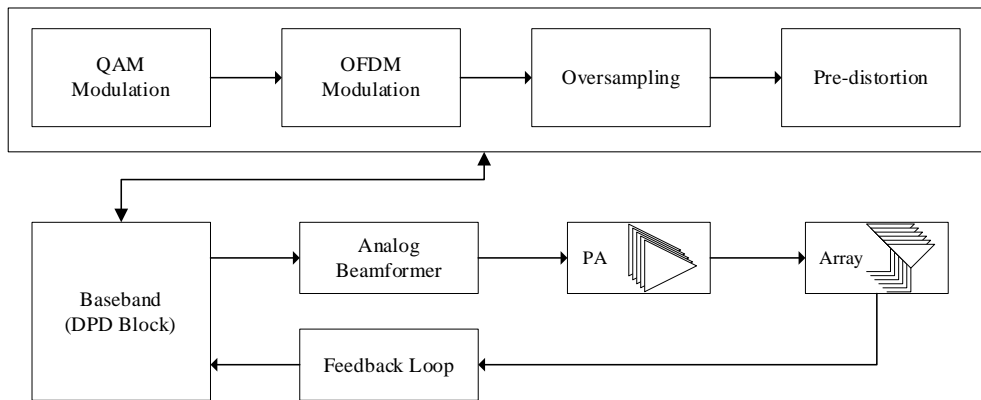 QAM
Modulation
OFDM
Modulation
Oversampling
Pre-distortion
Baseband
(DPD Block)
Analog
Beamformer
PA
Array
Feedback Loop